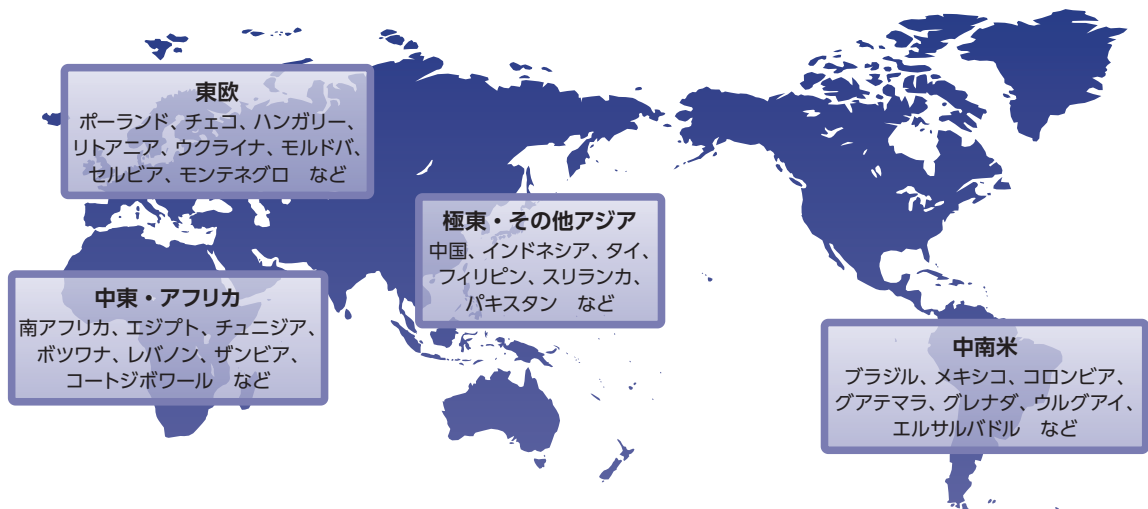 東欧
ポーランド、チェコ、ハンガリー、
リトアニア、ウクライナ、モルドバ、
セルビア、モンテネグロ　など
極東・その他アジア
中国、インドネシア、タイ、
フィリピン、スリランカ、
パキスタン　など
中東・アフリカ
南アフリカ、エジプト、チュニジア、
ボツワナ、レバノン、ザンビア、
コートジボワール　など
中南米
ブラジル、メキシコ、コロンビア、
グアテマラ、グレナダ、ウルグアイ、
エルサルバドル　など